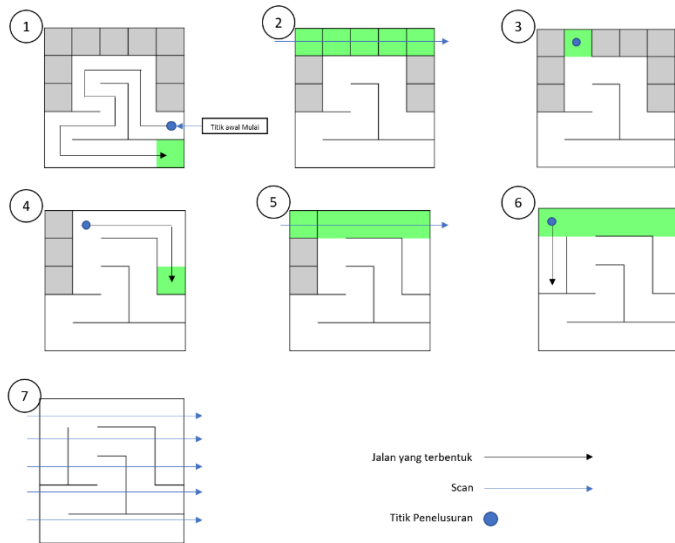 1
2
3
Titik awal Mulai
4
5
6
7
Jalan yang terbentuk
Scan
Titik Penelusuran